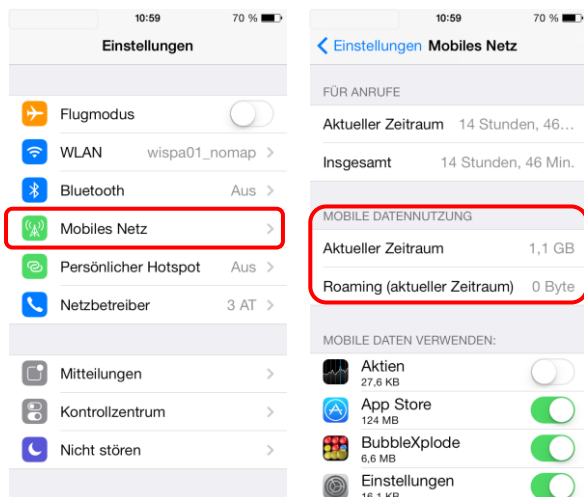 10:59 70 %
Einstellungen
Flugmodus
WLAN wispa01_nomap
Bluetooth Aus
Mobiles Netz
Persönlicher Hotspot Aus
Netzbetreiber 3 AT
Mitteilungen
Kontrollzentrum
Nicht stören
10:59 70 %
Einstellungen Mobiles Netz
FÜR ANRUFE
Aktueller Zeitraum 14 Stunden, 46…
Insgesamt 14 Stunden, 46 Min.
MOBILE DATENNUTZUNG
Aktueller Zeitraum 1,1 GB
Roaming (aktueller Zeitraum) 0 Byte
MOBILE DATEN VERWENDEN:
Aktien
27,6 KB
App Store
124 MB
BubbleXplode
6,6 MB
Einstellungen
16,1 KB